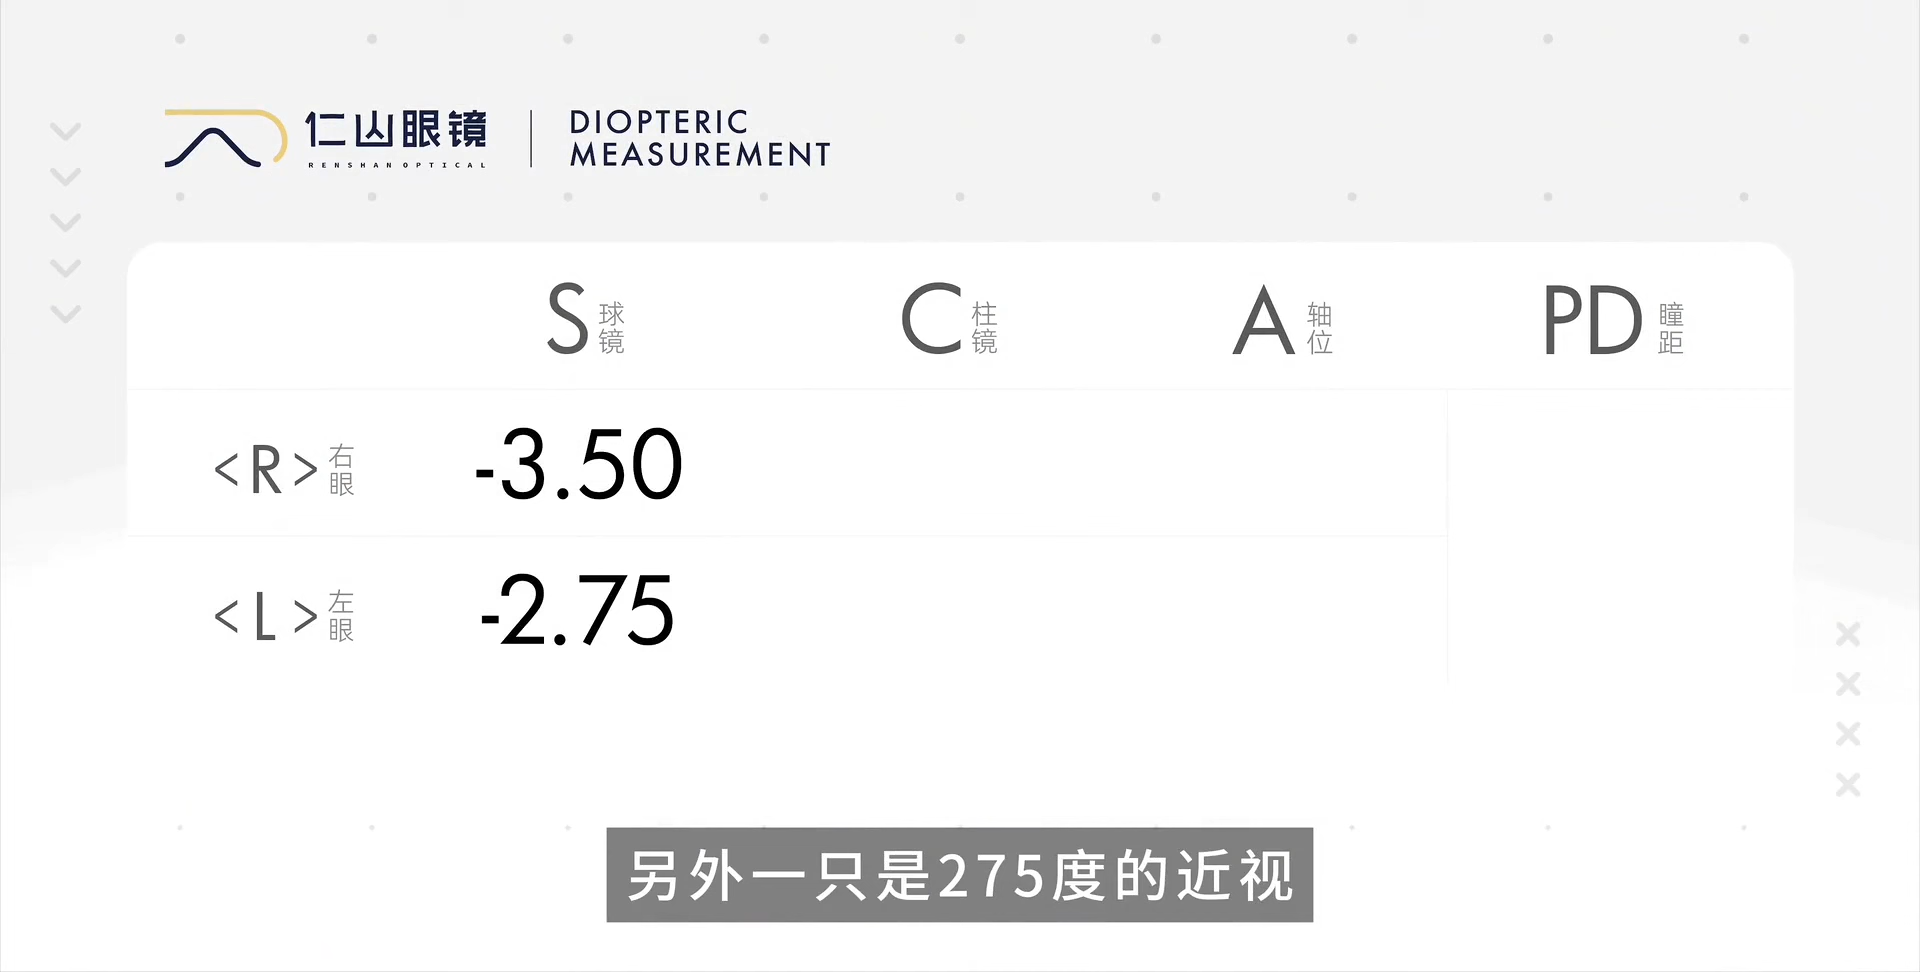 仁山眼镜
RENSHAN OPTICAL
DIOPTERIC
MEASUREMENT
S 球镜
C 柱镜
A 轴位
PD 瞳距
<R> 右眼
-3.50
<L> 左眼
-2.75
另外一只是275度的近视